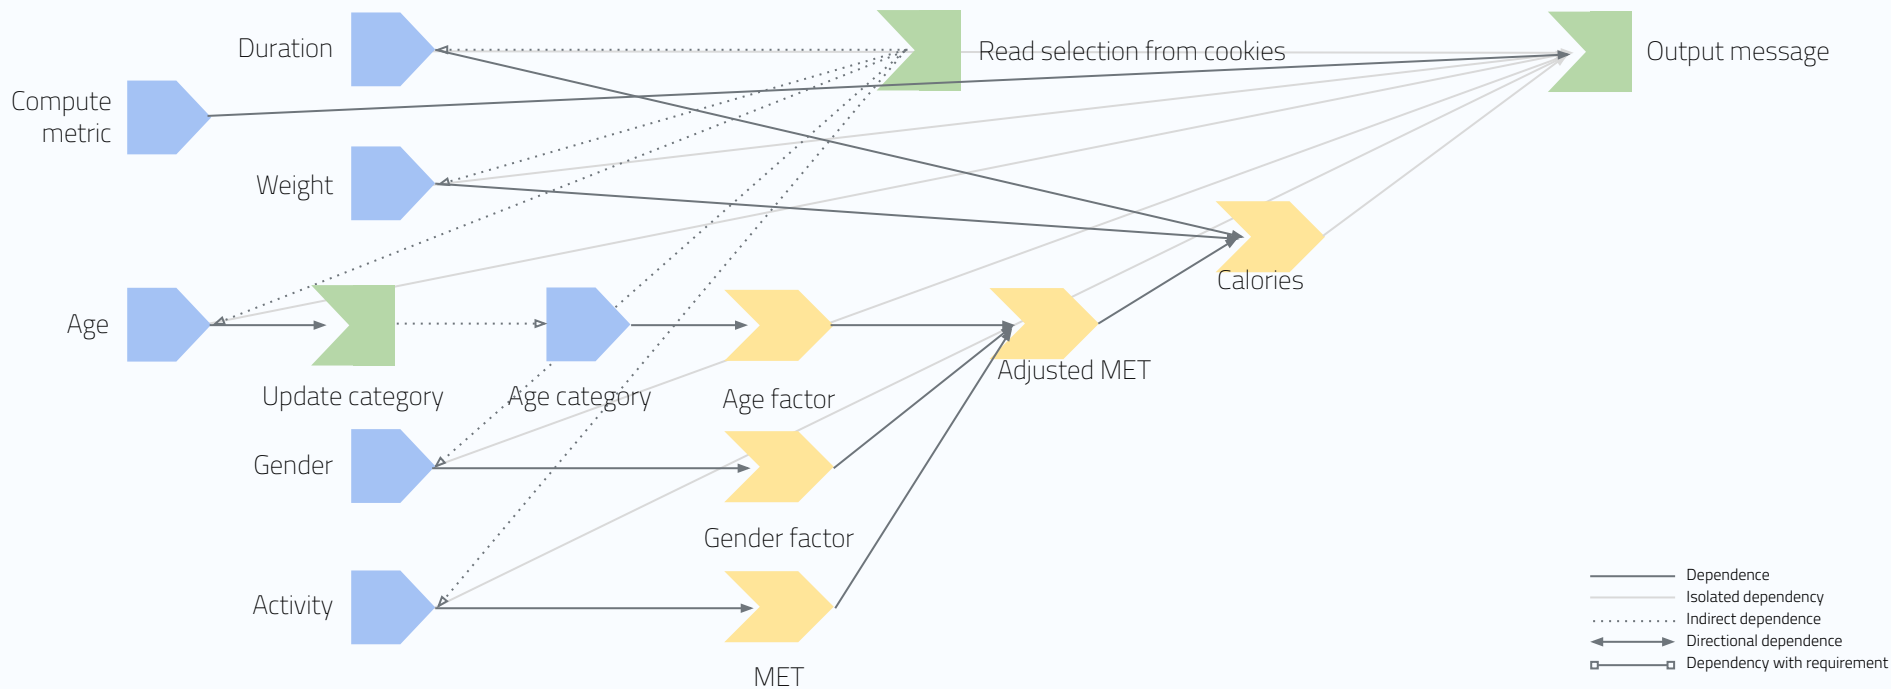 Duration
Read selection from cookies
Output message
Compute
metric
Weight
Calories
Age
Adjusted MET
Update category
Age category
Age factor
Gender
Gender factor
Activity
MET
Dependence
Isolated dependency
Indirect dependence
Directional dependence
Dependency with requirement